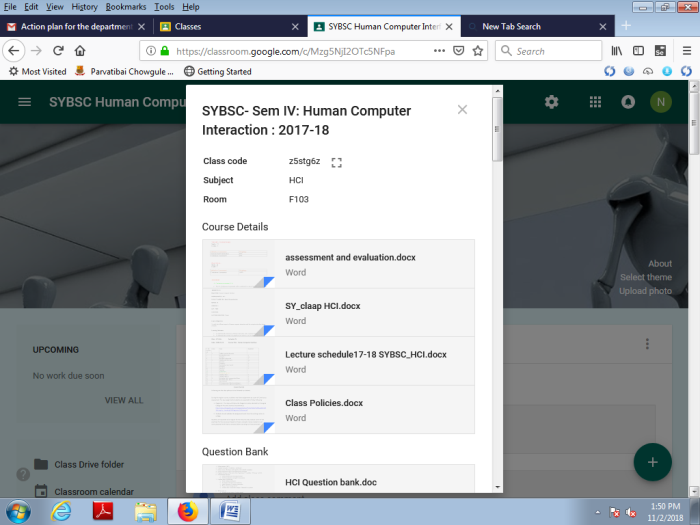 File Edit View History Bookmarks Tools Help
Action plan for the department
Classes
SYBSC Human Computer Inter
New Tab Search
https://classroom.google.com/c/Mzg5NjI2OTc5NFpa
Search
Most Visited
Parvatibai Chowgule ...
Getting Started
SYBSC Human Compu
N
SYBSC- Sem IV: Human Computer
Interaction : 2017-18
Class code z5stg6z
Subject HCI
Room F103
Course Details
assessment and evaluation.docx
Word
SY_claap HCI.docx
Word
Lecture schedule17-18 SYBSC_HCI.docx
Word
Class Policies.docx
Word
Question Bank
HCI Question bank.doc
About
Select theme
Upload photo
UPCOMING
No work due soon
VIEW ALL
Class Drive folder
Classroom calendar
1:50 PM
11/2/2018